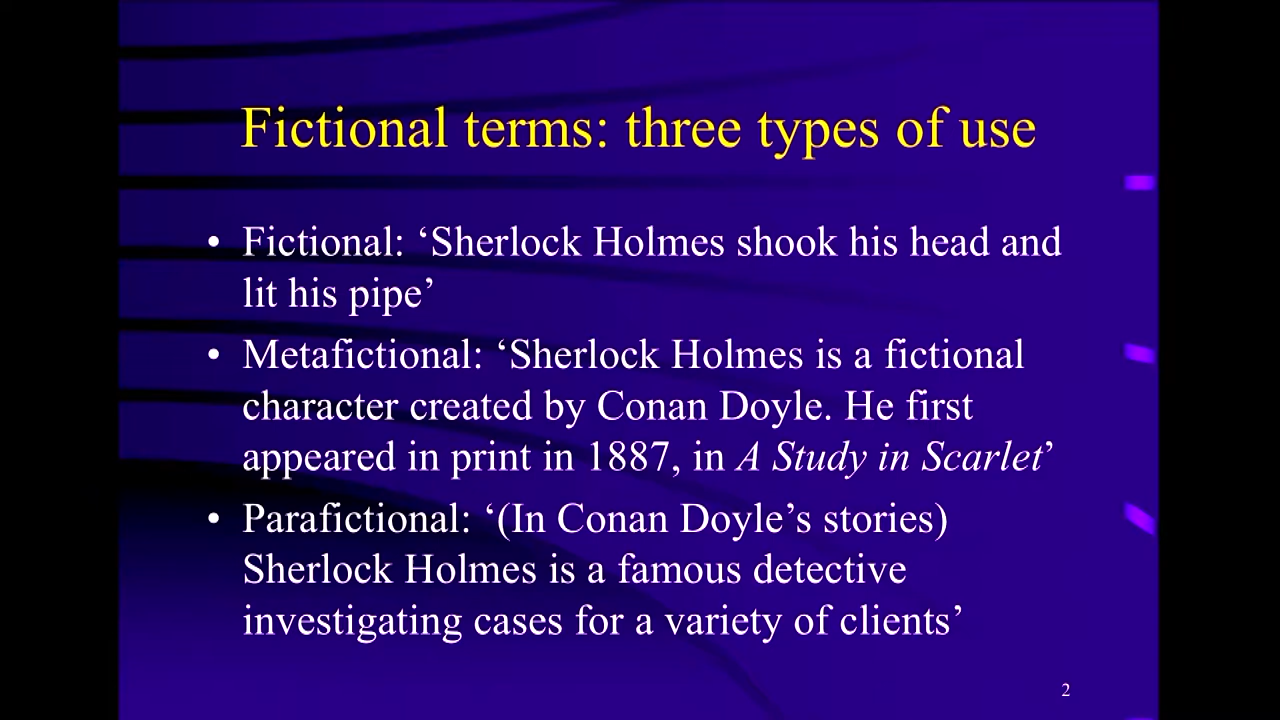 Fictional terms: three types of use
• Fictional: ‘Sherlock Holmes shook his head and
lit his pipe’
• Metafictional: ‘Sherlock Holmes is a fictional
character created by Conan Doyle. He first
appeared in print in 1887, in A Study in Scarlet’
• Parafictional: ‘(In Conan Doyle’s stories)
Sherlock Holmes is a famous detective
investigating cases for a variety of clients’
2